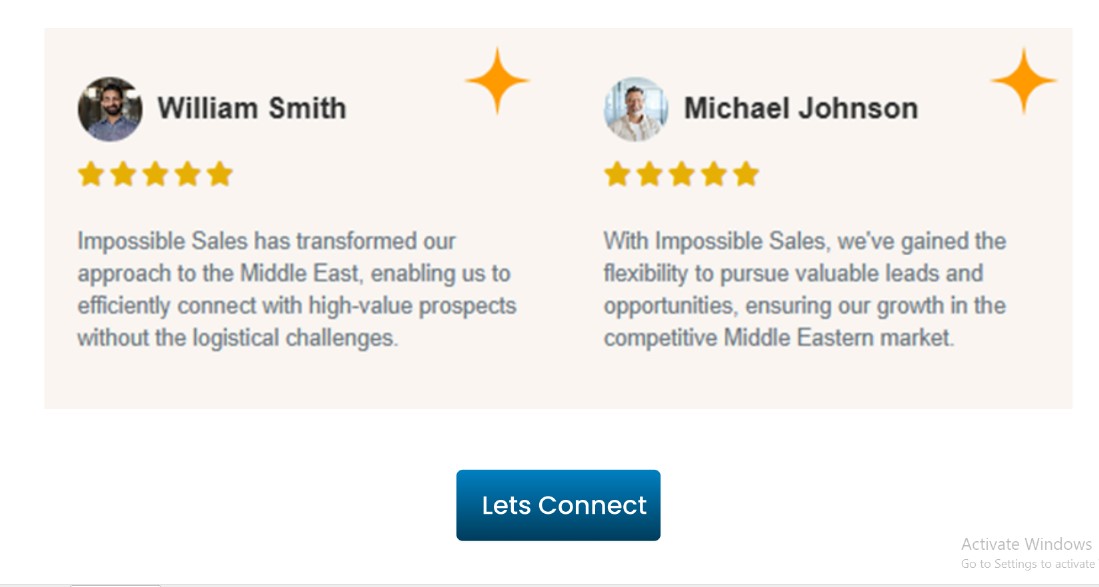 William Smith
Impossible Sales has transformed our
approach to the Middle East, enabling us to
efficiently connect with high-value prospects
without the logistical challenges.
Michael Johnson
With Impossible Sales, we've gained the
flexibility to pursue valuable leads and
opportunities, ensuring our growth in the
competitive Middle Eastern market.
Lets Connect
Activate Windows
Go to Settings to activate